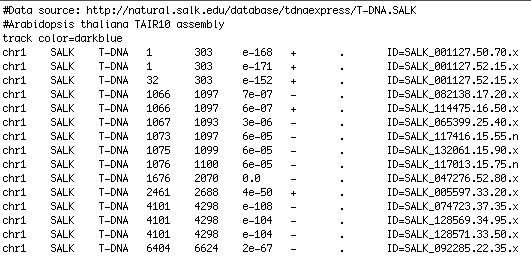 #Data source: http://natural.salk.edu/database/tdnaexpress/T-DNA.SALK
#Arabidopsis thaliana TAIR10 assembly
track color=darkblue
chr1 SALK T-DNA 1 303 e-168 + . ID=SALK_001127.50.70.x
chr1 SALK T-DNA 1 303 e-171 + . ID=SALK_001127.52.15.x
chr1 SALK T-DNA 32 303 e-152 + . ID=SALK_001127.52.15.x
chr1 SALK T-DNA 1066 1097 7e-07 - . ID=SALK_082138.17.20.x
chr1 SALK T-DNA 1066 1097 6e-07 + . ID=SALK_114475.16.50.x
chr1 SALK T-DNA 1067 1093 3e-06 - . ID=SALK_065399.25.40.x
chr1 SALK T-DNA 1073 1097 6e-05 - . ID=SALK_117416.15.55.n
chr1 SALK T-DNA 1075 1099 6e-05 - . ID=SALK_132061.15.90.x
chr1 SALK T-DNA 1076 1100 6e-05 - . ID=SALK_117013.15.75.n
chr1 SALK T-DNA 1676 2070 0.0 - . ID=SALK_047276.52.80.x
chr1 SALK T-DNA 2461 2688 4e-50 + . ID=SALK_005597.33.20.x
chr1 SALK T-DNA 4101 4298 e-108 - . ID=SALK_074723.37.35.x
chr1 SALK T-DNA 4101 4298 e-104 - . ID=SALK_128569.34.95.x
chr1 SALK T-DNA 4101 4298 e-104 - . ID=SALK_128571.33.50.x
chr1 SALK T-DNA 6404 6624 2e-67 - . ID=SALK_092285.22.35.x